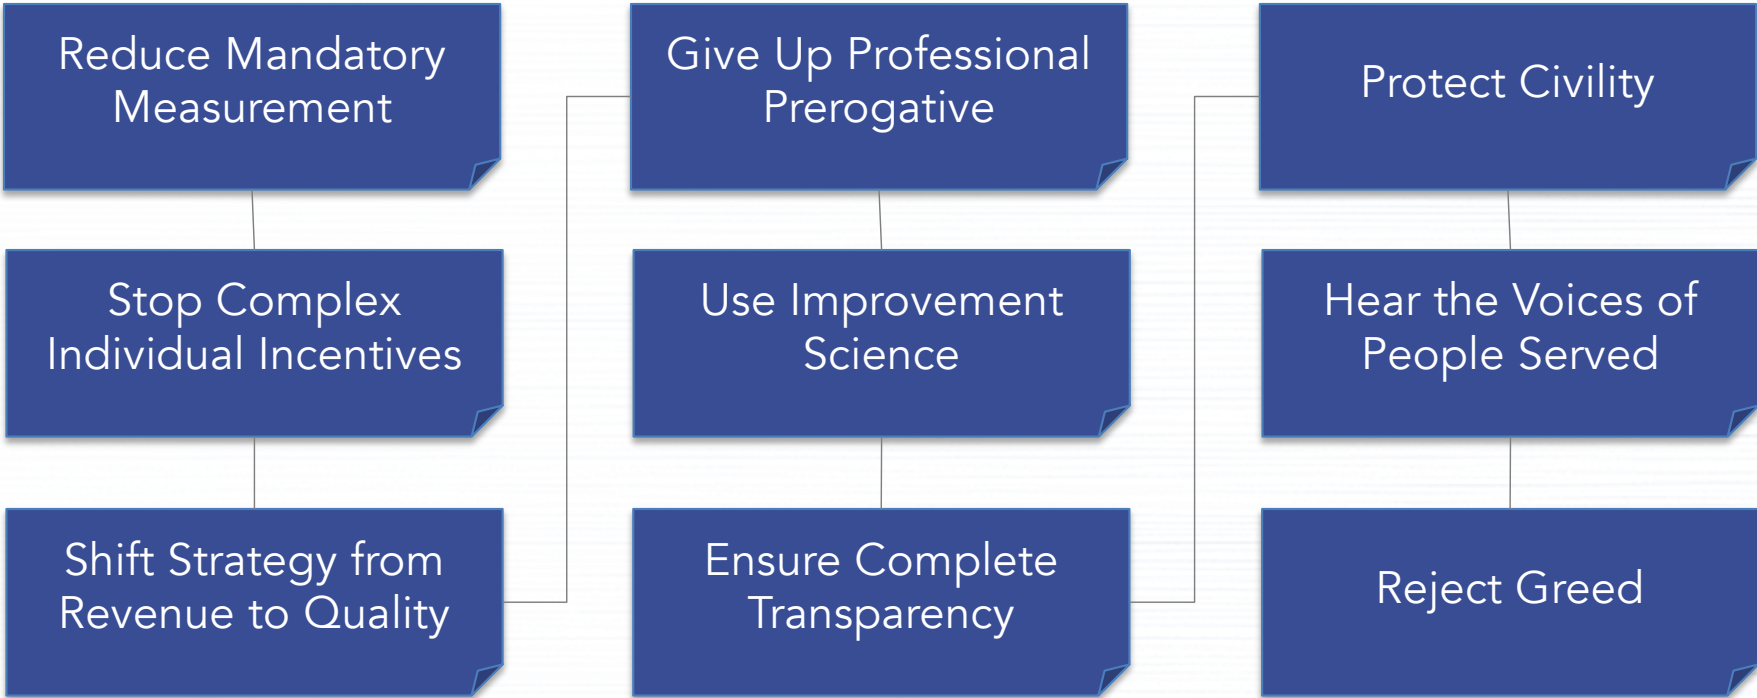 Reduce Mandatory
Measurement
Stop Complex
Individual Incentives
Shift Strategy from
Revenue to Quality
Give Up Professional
Prerogative
Use Improvement
Science
Ensure Complete
Transparency
Protect Civility
Hear the Voices of
People Served
Reject Greed